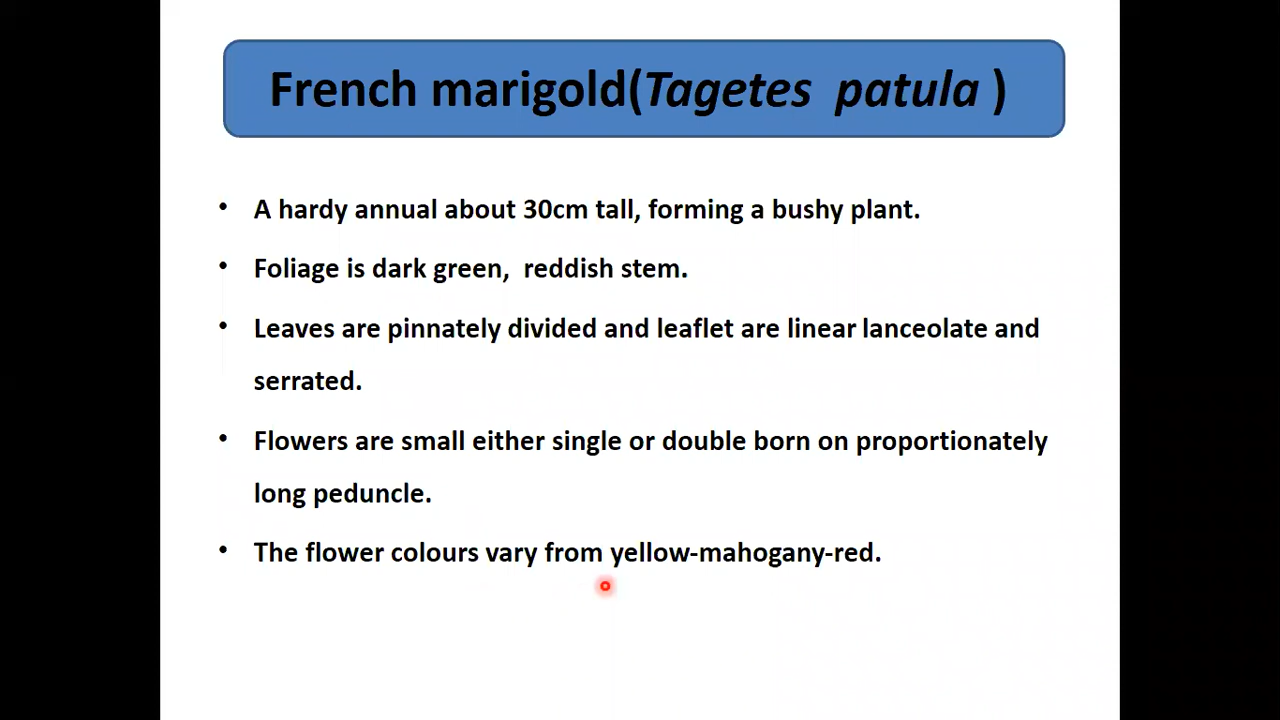 French marigold(Tagetes patula )
• A hardy annual about 30cm tall, forming a bushy plant.
• Foliage is dark green, reddish stem.
• Leaves are pinnately divided and leaflet are linear lanceolate and
serrated.
• Flowers are small either single or double born on proportionately
long peduncle.
• The flower colours vary from yellow-mahogany-red.